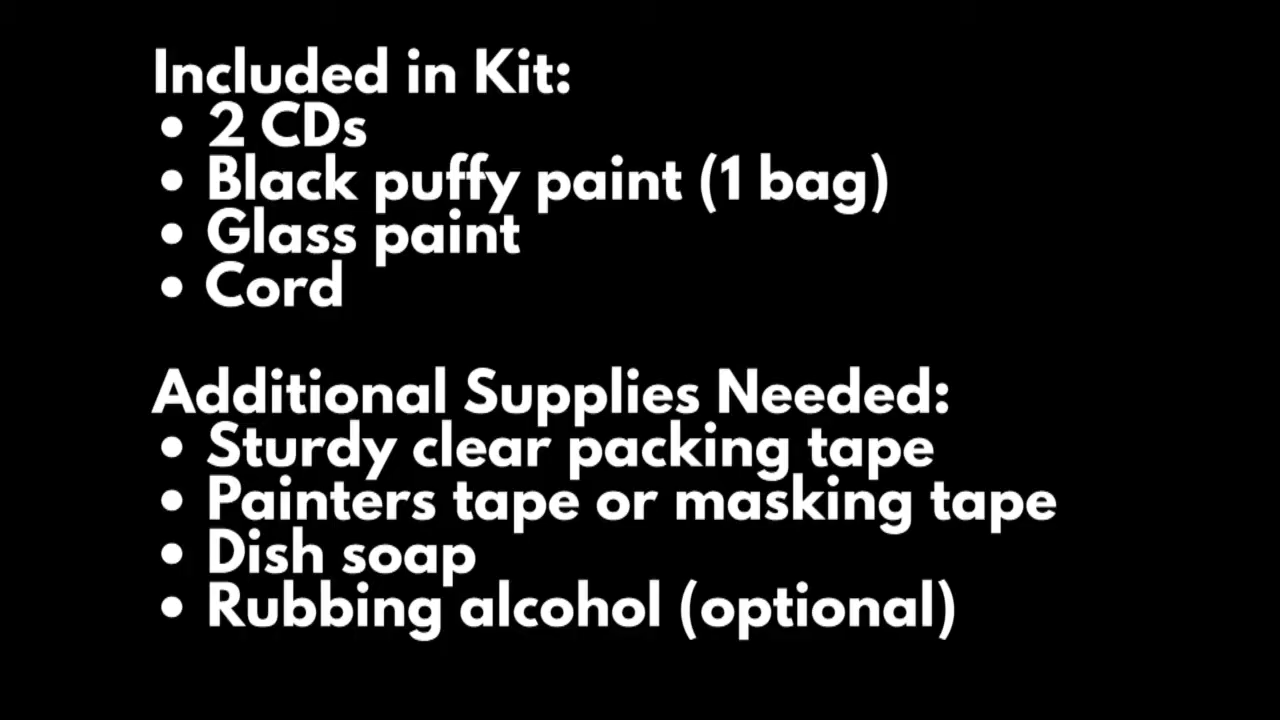 Included in Kit:
• 2 CDs
• Black puffy paint (1 bag)
• Glass paint
• Cord
Additional Supplies Needed:
• Sturdy clear packing tape
• Painters tape or masking tape
• Dish soap
• Rubbing alcohol (optional)